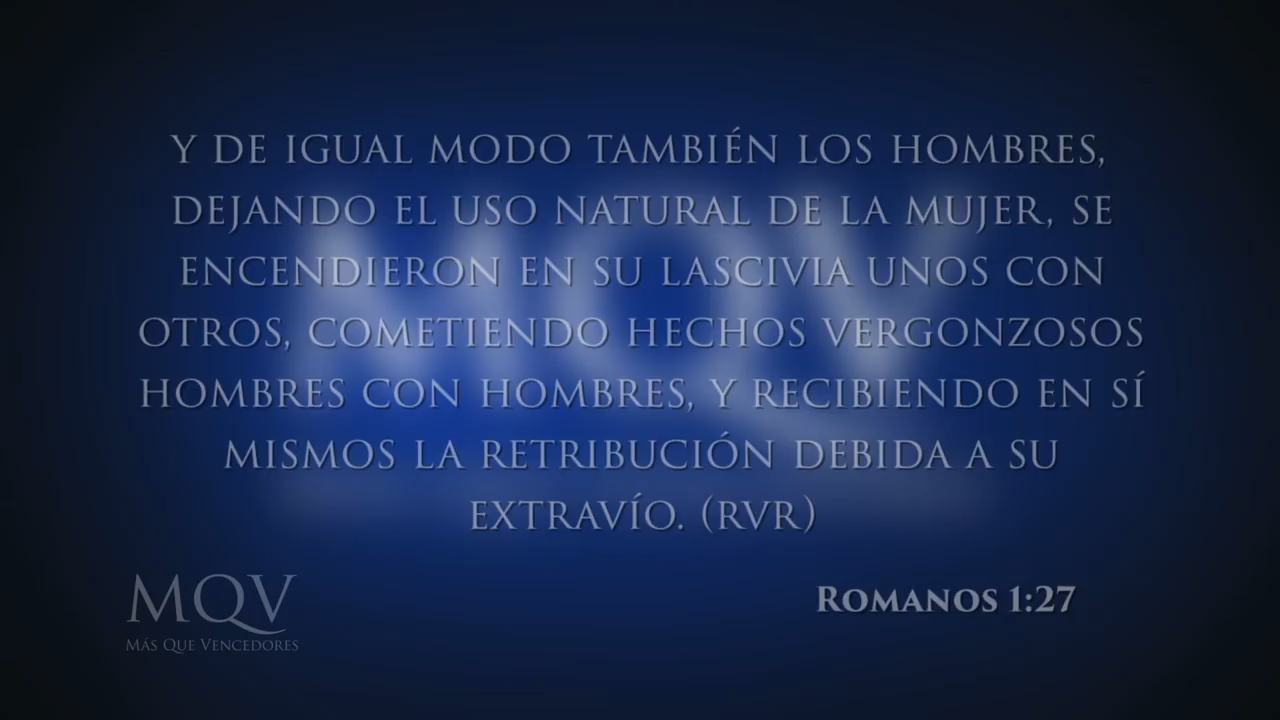 Y DE IGUAL MODO TAMBIÉN LOS HOMBRES,
DEJANDO EL USO NATURAL DE LA MUJER, SE
ENCENDIERON EN SU LASCIVIA UNOS CON
OTROS, COMETIENDO HECHOS VERGONZOSOS
HOMBRES CON HOMBRES, Y RECIBIENDO EN SÍ
MISMOS LA RETRIBUCIÓN DEBIDA A SU
EXTRAVÍO. (RVR)
ROMANOS 1:27
MQV
MÁS QUE VENCEDORES
MQV